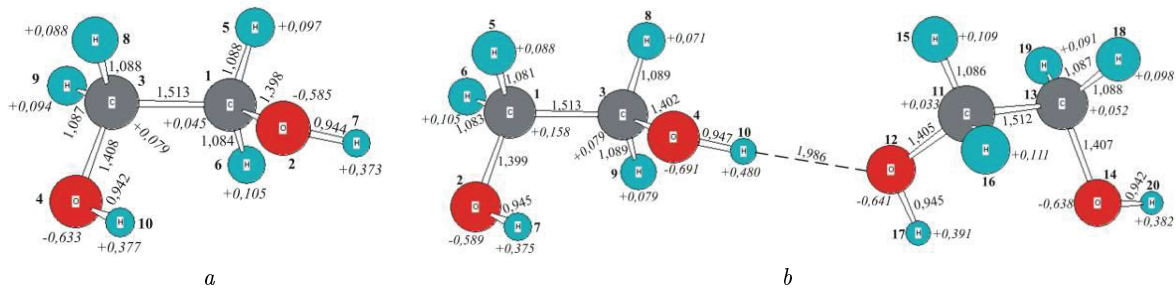 5
H
+0,097
+0,088
H
8
1,088
1,088
9
H
3
1
1,398
-0,585
+0,094
C
1,513
C
O
0,944
7
H
1,087
+0,079
+0,045
1,084
2
+0,373
1,408
H
6
+0,105
4
O
0,942
H
10
-0,633
+0,377
a
5
H
+0,088
8
H
+0,071
6
H
1,081
1,089
+0,105
1,083
1
C
1,513
3
C
1,402
4
+0,158
+0,079
1,089
O
0,947
10
H
1,986
-0,691
+0,480
1,399
9
H
+0,079
2
O
0,945
H
7
-0,589
+0,375
15
H
+0,109
1,086
19
H
+0,091
1,087
18
H
+0,098
1,088
11
+0,033
C
13
C
+0,052
1,512
12
1,405
H
+0,111
16
1,407
O
-0,641
0,945
17
H
+0,391
14
-0,638
O
0,942
20
H
+0,382
b